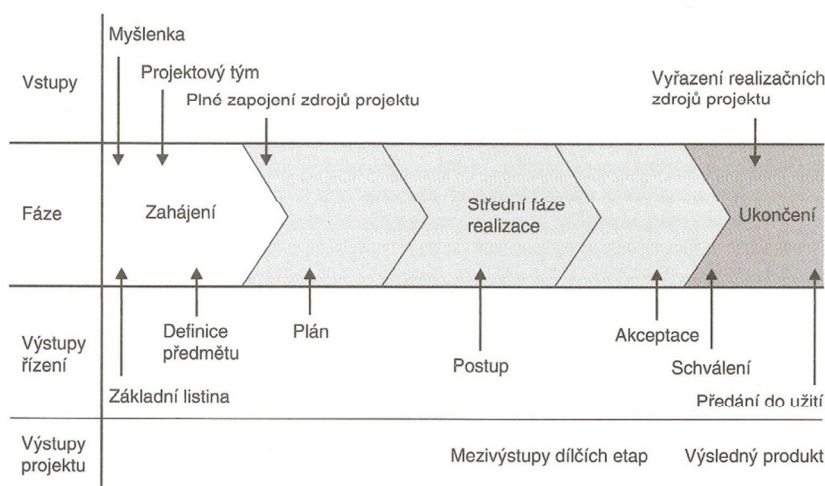 Myšlenka
Projektový tým
Vstupy
Plné zapojení zdrojů projektu
Vyřazení realizačních
zdrojů projektu
Fáze
Zahájení
Střední fáze
realizace
Ukončení
Výstupy
řízení
Definice
předmětu
Plán
Základní listina
Postup
Akceptace
Schválení
Předání do užití
Výstupy
projektu
Mezivýstupy dílčích etap
Výsledný produkt